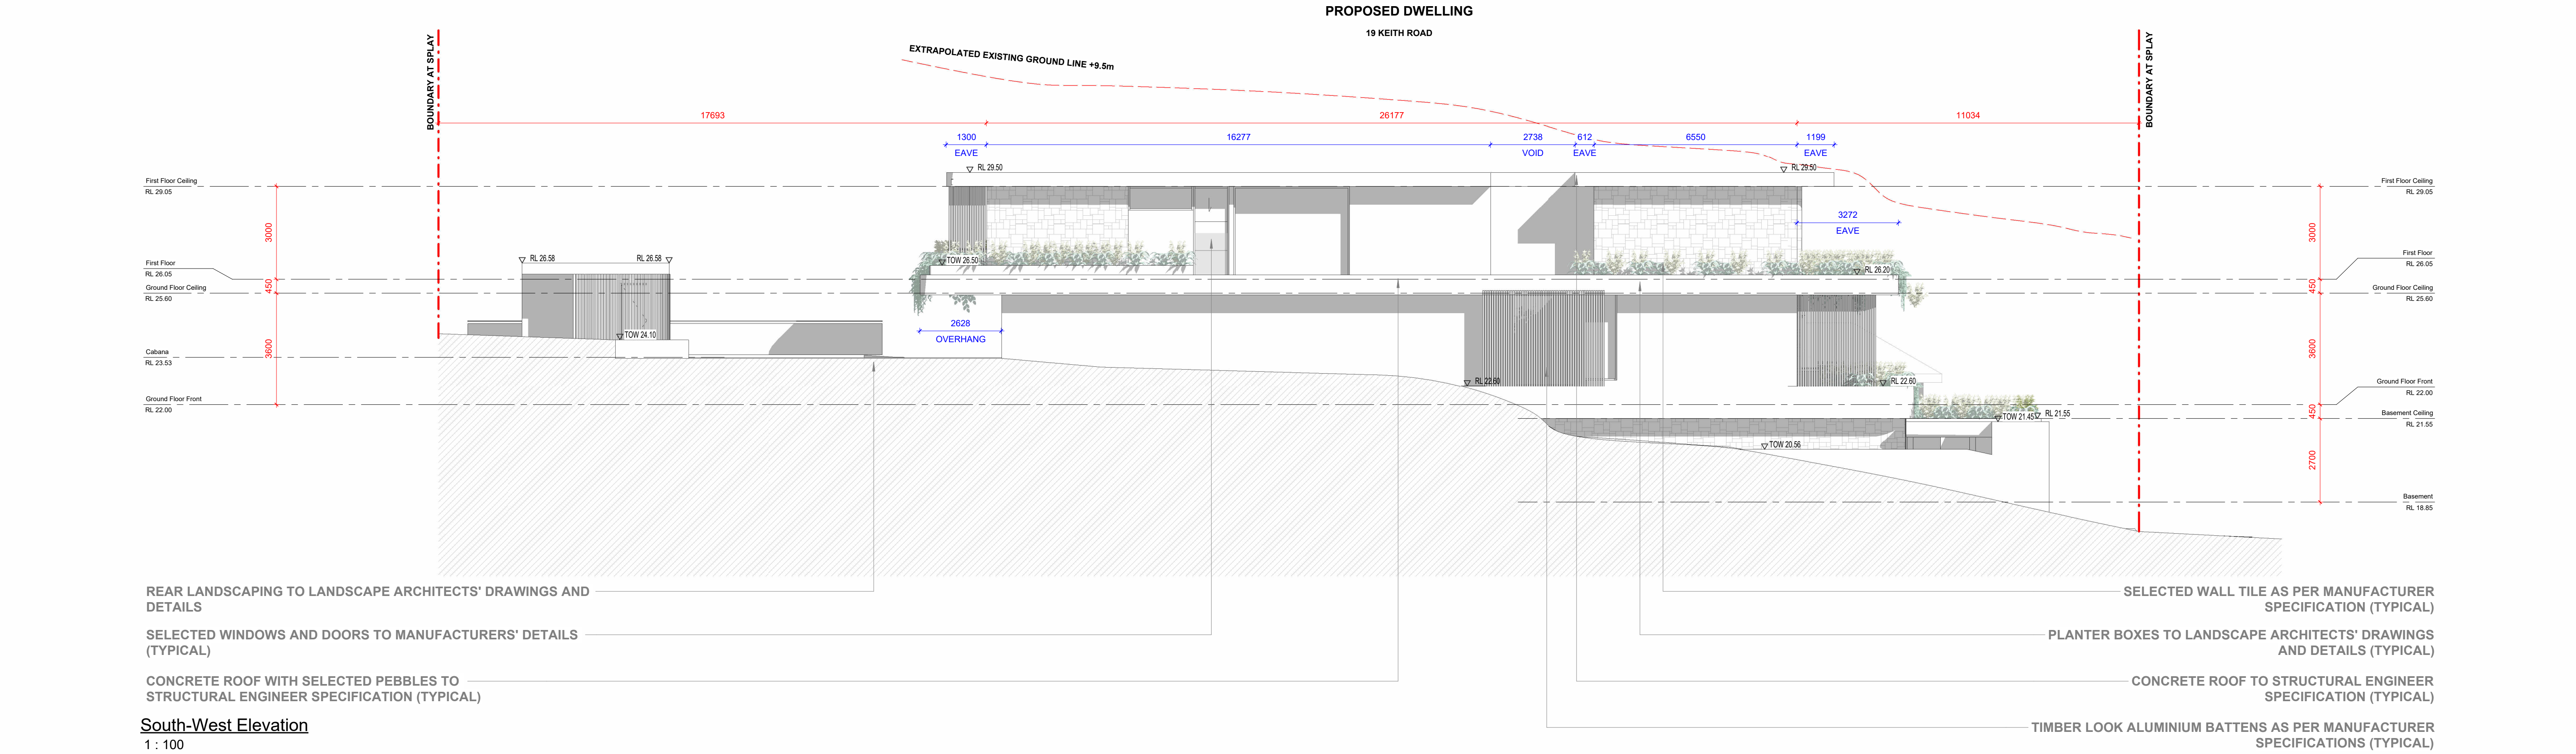 PROPOSED DWELLING
19 KEITH ROAD
BOUNDARY AT SPLAY
BOUNDARY AT SPLAY
EXTRAPOLATED EXISTING GROUND LINE +9.5m
17693
26177
11034
1300
16277
2738
612
6550
1199
EAVE
VOID
EAVE
EAVE
RL 29.50
RL 29.50
First Floor Ceiling
RL 29.05
First Floor Ceiling
RL 29.05
3272
EAVE
3000
3000
RL 26.58
RL 26.58
TOW 26.50
RL 26.20
First Floor
RL 26.05
First Floor
RL 26.05
450
450
Ground Floor Ceiling
RL 25.60
Ground Floor Ceiling
RL 25.60
2628
OVERHANG
TOW 24.10
3600
3600
Cabana
RL 23.53
RL 22.60
RL 22.60
Ground Floor Front
RL 22.00
Ground Floor Front
RL 22.00
450
TOW 21.45
RL 21.55
Basement Ceiling
RL 21.55
TOW 20.56
2700
Basement
RL 18.85
REAR LANDSCAPING TO LANDSCAPE ARCHITECTS' DRAWINGS AND
DETAILS
SELECTED WINDOWS AND DOORS TO MANUFACTURERS' DETAILS
(TYPICAL)
CONCRETE ROOF WITH SELECTED PEBBLES TO
STRUCTURAL ENGINEER SPECIFICATION (TYPICAL)
SELECTED WALL TILE AS PER MANUFACTURER
SPECIFICATION (TYPICAL)
PLANTER BOXES TO LANDSCAPE ARCHITECTS' DRAWINGS
AND DETAILS (TYPICAL)
CONCRETE ROOF TO STRUCTURAL ENGINEER
SPECIFICATION (TYPICAL)
TIMBER LOOK ALUMINIUM BATTENS AS PER MANUFACTURER
SPECIFICATIONS (TYPICAL)
South-West Elevation
1 : 100